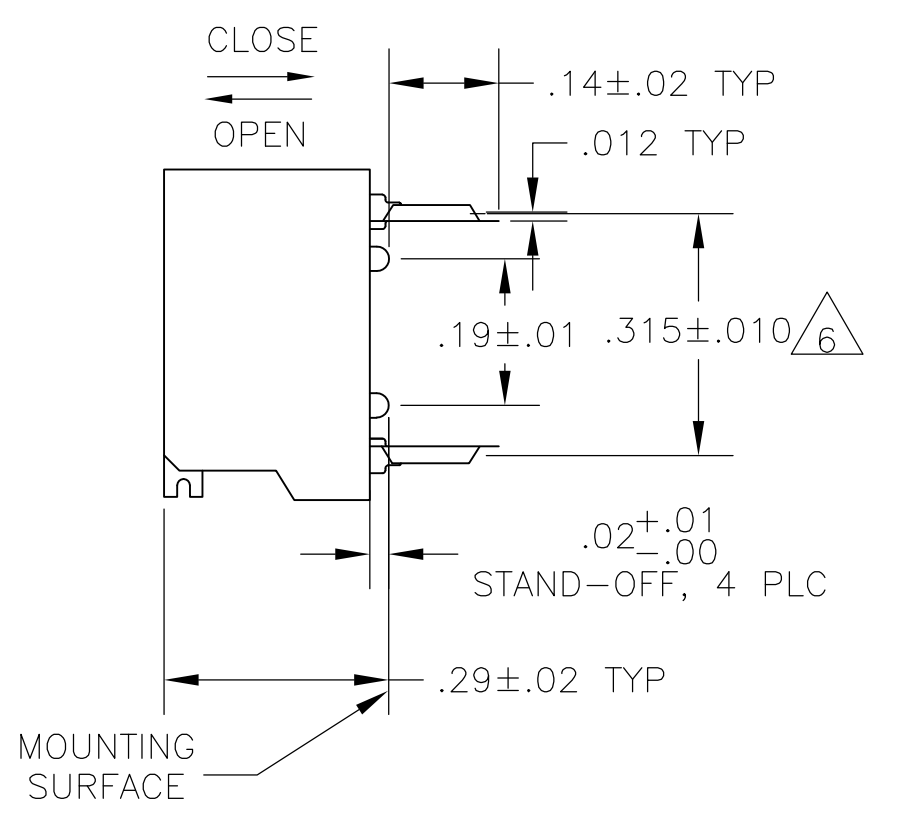 CLOSE
OPEN
.14±.02 TYP
.012 TYP
.19±.01
.315±.010
6
.02+.01
-.00
STAND-OFF, 4 PLC
.29±.02 TYP
MOUNTING
SURFACE